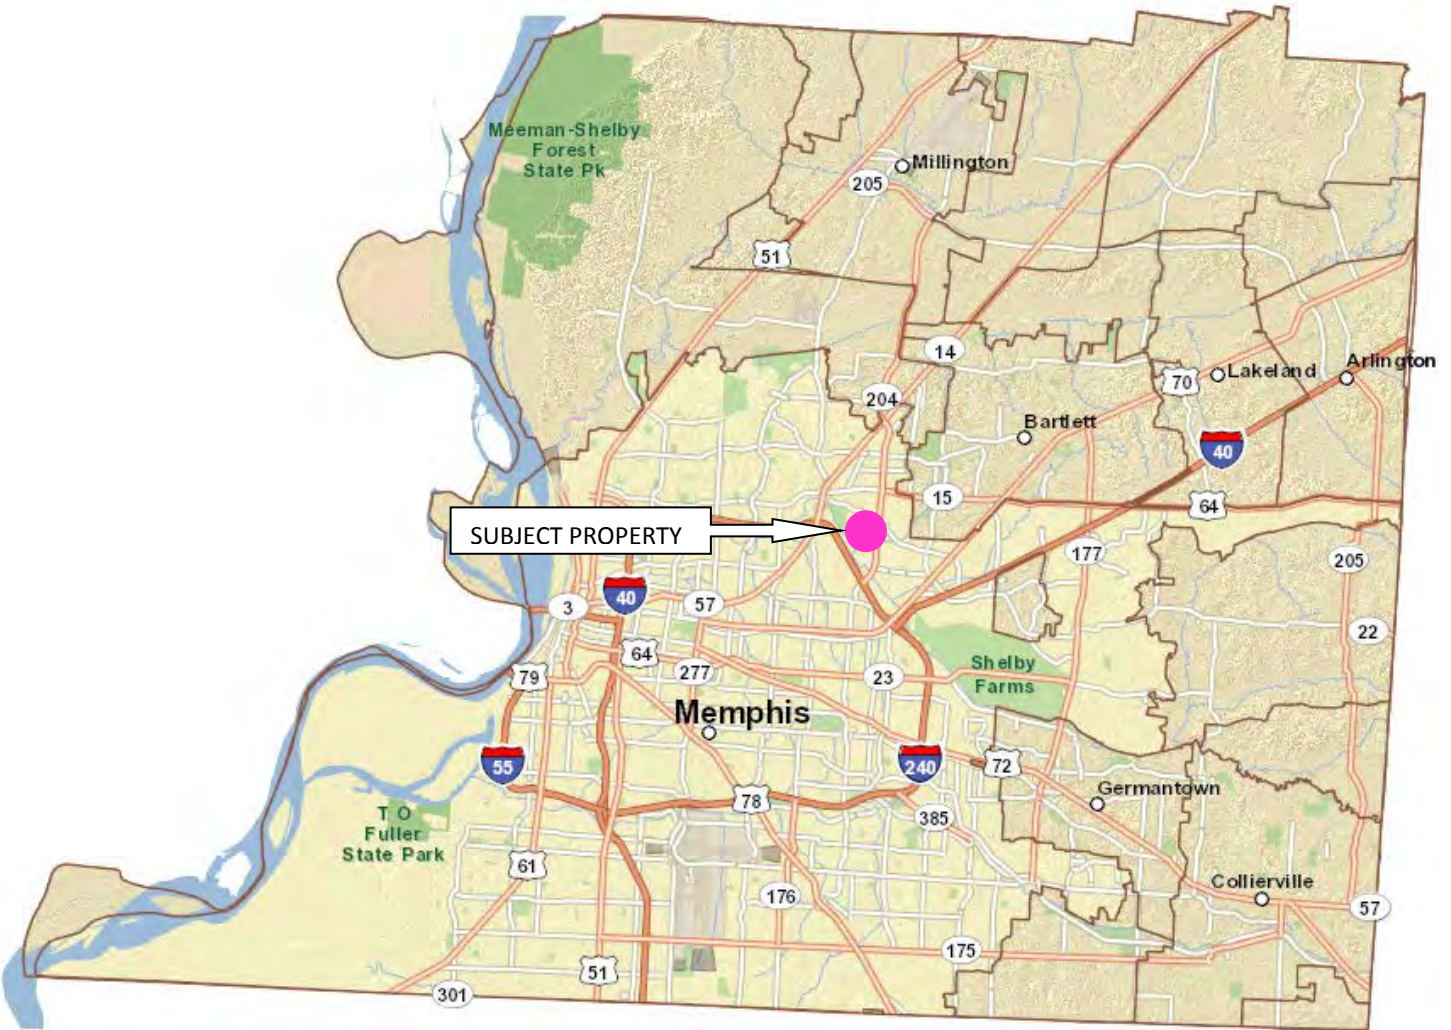 Meeman-Shelby
Forest
State Pk
Millington
205
51
14
Arlington
Lakeland
70
204
Bartlett
40
15
64
SUBJECT PROPERTY
177
205
40
57
3
22
64
Shelby
Farms
277
23
79
Memphis
55
240
72
78
Germantown
T O
Fuller
State Park
385
61
Collierville
176
57
175
51
301